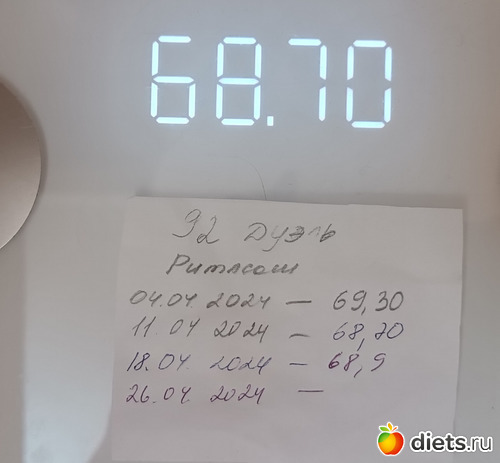 68.70
92 Дуэль
Ритасош
04.04.2024 — 69,30
11.04 2024 — 68,70
18.04. 2024 — 68,9
26.04. 2024 —
diets.ru